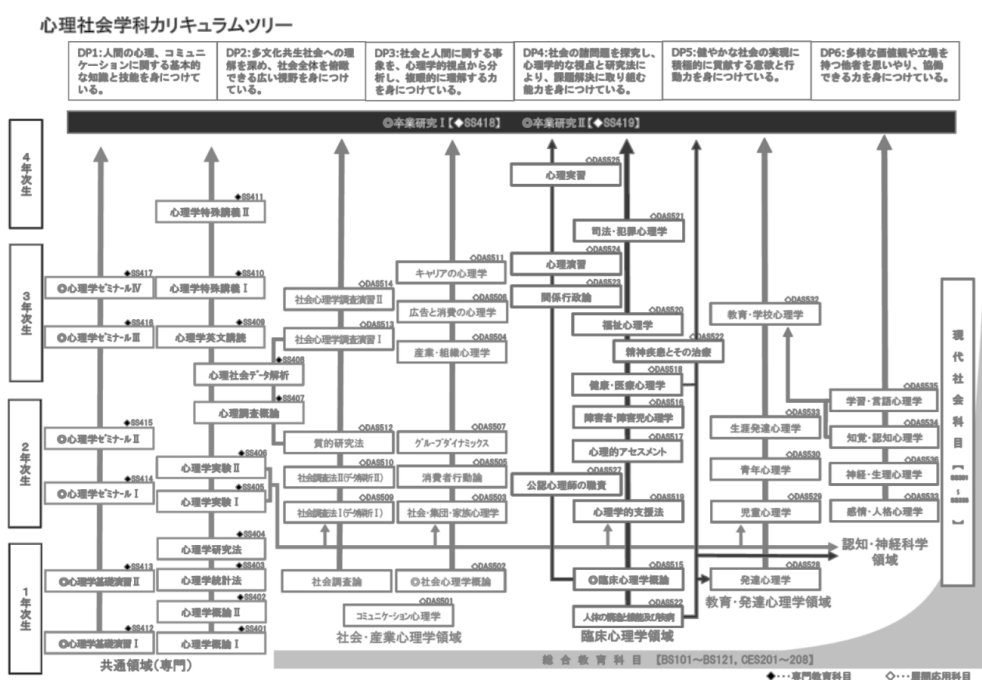 心理社会学科カリキュラムツリー
DP1:人間の心理、コミュニケーションに関する基本的な知識と技能を身につけている。
DP2:多文化共生社会への理解を深め、社会全体を俯瞰できる広い視野を身につけている。
DP3:社会と人間に関する事象を、心理学的視点から分析し、複眼的に理解する力を身につけている。
DP4:社会の諸問題を探究し、心理学的な視点と研究法により、課題解決に取り組む能力を身につけている。
DP5:健やかな社会の実現に積極的に貢献する意欲と行動力を身につけている。
DP6:多様な価値観や立場を持つ他者を思いやり、協働できる力を身につけている。
◎卒業研究Ⅰ【◆SS418】 ◎卒業研究Ⅱ【◆SS419】
4年次生
◆SS411
心理学特殊講義Ⅱ
◇DAS525
心理実習
◇DAS521
司法・犯罪心理学
3年次生
◆SS417
◎心理学ゼミナールⅣ
◆SS410
心理学特殊講義Ⅰ
◆SS416
◎心理学ゼミナールⅢ
◆SS409
心理学英文講読
◆SS408
心理社会データ解析
◇DAS514
社会心理学調査演習Ⅱ
◇DAS513
社会心理学調査演習Ⅰ
◇DAS511
キャリアの心理学
◇DAS506
広告と消費の心理学
◇DAS504
産業・組織心理学
◇DAS524
心理演習
◇DAS523
関係行政論
◇DAS520
福祉心理学
◇DAS522
精神疾患とその治療
◇DAS518
健康・医療心理学
◇DAS532
教育・学校心理学
◇DAS535
学習・言語心理学
2年次生
◆SS407
心理調査概論
◆SS415
◎心理学ゼミナールⅡ
◆SS406
心理学実験Ⅱ
◆SS414
◎心理学ゼミナールⅠ
◆SS405
心理学実験Ⅰ
◇DAS512
質的研究法
◇DAS510
社会調査法Ⅱ(データ解析Ⅱ)
◇DAS509
社会調査法Ⅰ(データ解析Ⅰ)
◇DAS507
グループダイナミックス
◇DAS505
消費者行動論
◇DAS503
社会・集団・家族心理学
◇DAS516
障害者・障害児心理学
◇DAS517
心理的アセスメント
◇DAS527
公認心理師の職責
◇DAS519
心理学的支援法
◇DAS533
生涯発達心理学
◇DAS530
青年心理学
◇DAS529
児童心理学
◇DAS534
知覚・認知心理学
◇DAS536
神経・生理心理学
◇DAS533
感情・人格心理学
認知・神経科学領域
1年次生
◆SS404
心理学研究法
◆SS413
◎心理学基礎演習Ⅱ
◆SS403
心理学統計法
◆SS402
心理学概論Ⅱ
◆SS412
◎心理学基礎演習Ⅰ
◆SS401
心理学概論Ⅰ
共通領域(専門)
社会調査論
◇DAS502
◎社会心理学概論
◇DAS501
コミュニケーション心理学
社会・産業心理学領域
◇DAS515
◎臨床心理学概論
◇DAS522
人体の構造と機能及び疾病
臨床心理学領域
◇DAS528
発達心理学
教育・発達心理学領域
現代社会科目
総合教育科目 【BS101～BS121, CES201～208】
◆・・・専門教育科目 ◇・・・展開応用科目